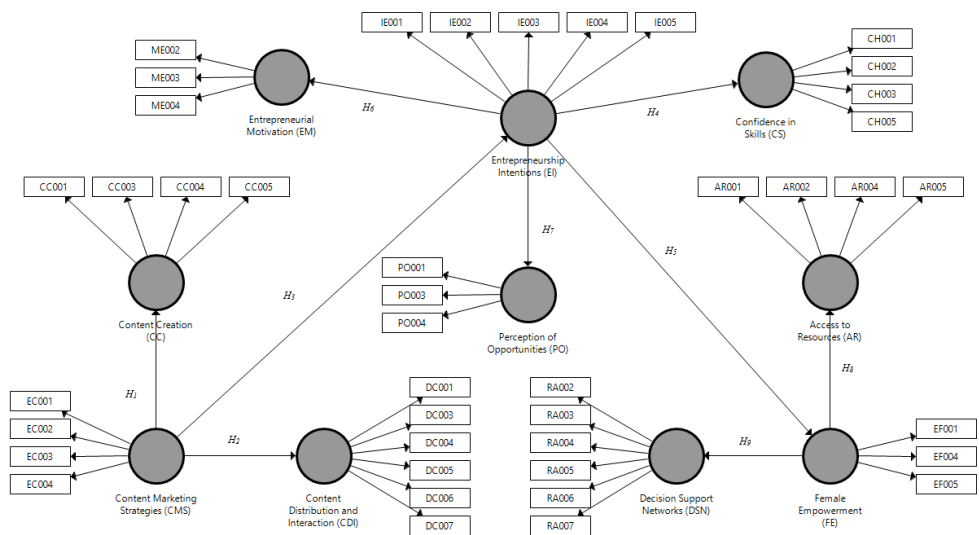 IE001
IE002
IE003
IE004
IE005
ME002
ME003
ME004
Entrepreneurial
Motivation (EM)
H6
Entrepreneurship
Intentions (EI)
H4
CH001
CH002
CH003
CH005
Confidence in
Skills (CS)
CC001
CC003
CC004
CC005
Content Creation
(CC)
H3
H7
H5
AR001
AR002
AR004
AR005
Access to
Resources (AR)
PO001
PO003
PO004
Perception of
Opportunities (PO)
H1
H8
EC001
EC002
EC003
EC004
Content Marketing
Strategies (CMS)
H2
Content
Distribution and
Interaction (CDI)
DC001
DC003
DC004
DC005
DC006
DC007
RA002
RA003
RA004
RA005
RA006
RA007
Decision Support
Networks (DSN)
H9
Female
Empowerment
(FE)
EF001
EF004
EF005